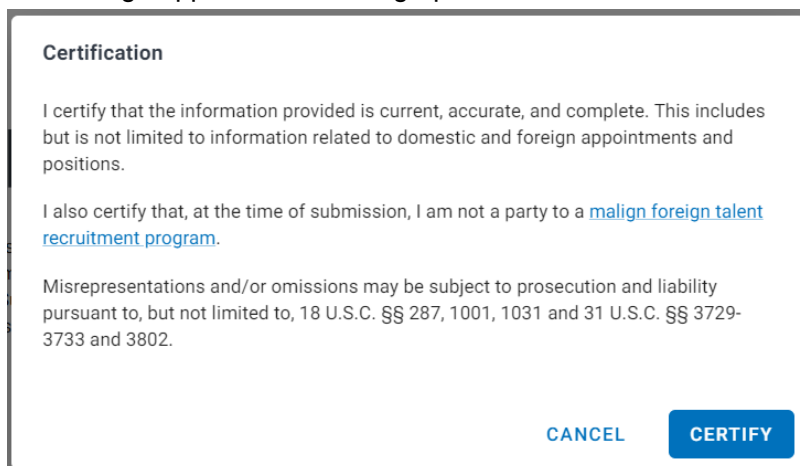 Certification
I certify that the information provided is current, accurate, and complete. This includes
but is not limited to information related to domestic and foreign appointments and
positions.
I also certify that, at the time of submission, I am not a party to a malign foreign talent
recruitment program.
Misrepresentations and/or omissions may be subject to prosecution and liability
pursuant to, but not limited to, 18 U.S.C. §§ 287, 1001, 1031 and 31 U.S.C. §§ 3729-
3733 and 3802.
CANCEL CERTIFY